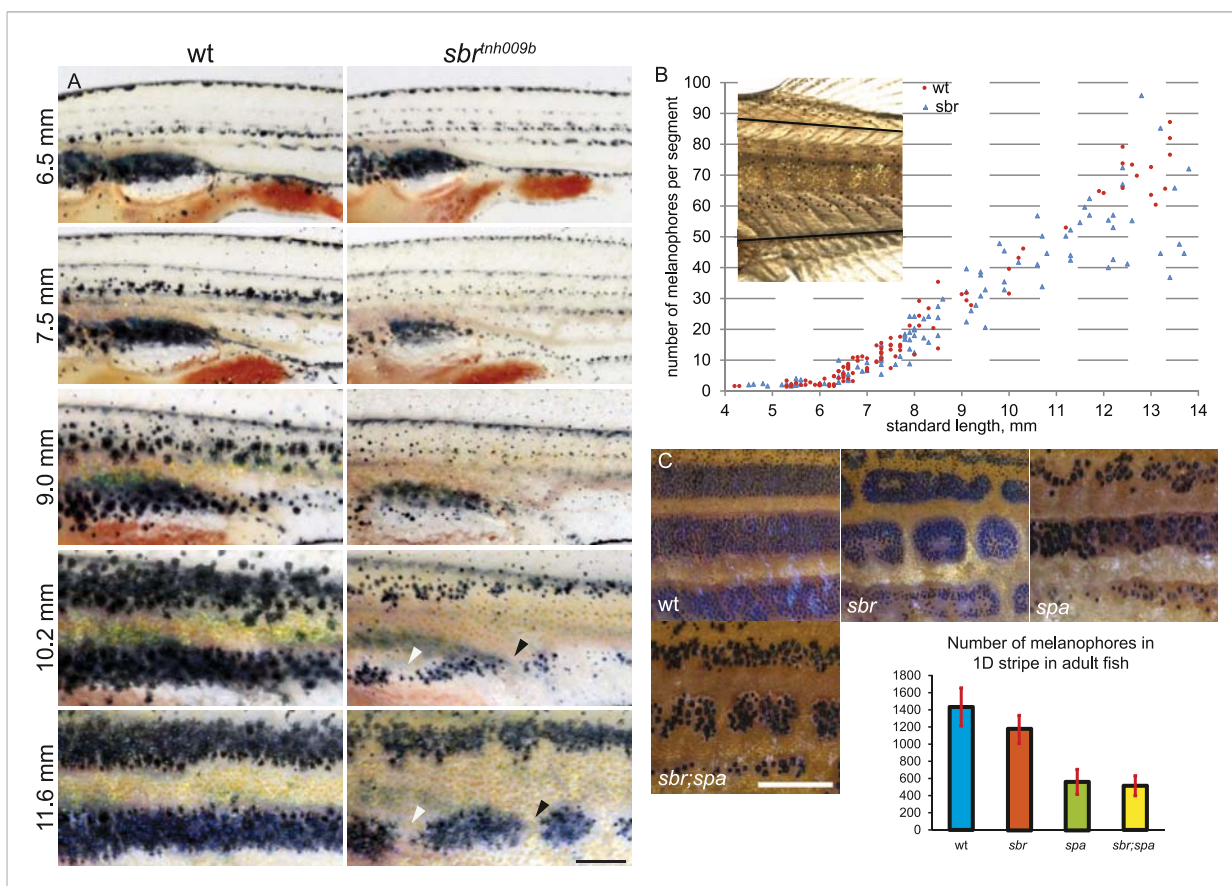 wt
sbr^tnh009b
A
6.5 mm
7.5 mm
9.0 mm
10.2 mm
11.6 mm
B
number of melanophores per segment
100
90
80
70
60
50
40
30
20
10
0
wt
sbr
4 5 6 7 8 9 10 11 12 13 14
standard length, mm
C
wt
sbr
spa
sbr;spa
Number of melanophores in
1D stripe in adult fish
1800
1600
1400
1200
1000
800
600
400
200
0
wt sbr spa sbr;spa